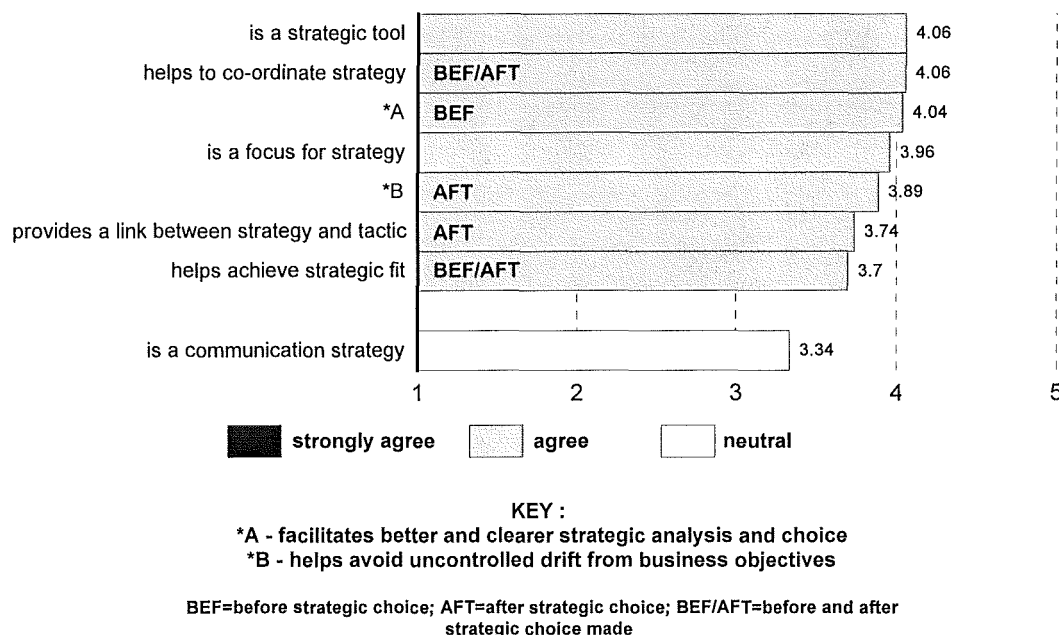 is a strategic tool 4.06
helps to co-ordinate strategy BEF/AFT 4.06
*A BEF 4.04
is a focus for strategy 3.96
*B AFT 3.89
provides a link between strategy and tactic AFT 3.74
helps achieve strategic fit BEF/AFT 3.7
is a communication strategy 3.34
1 2 3 4 5
strongly agree agree neutral
KEY :
*A - facilitates better and clearer strategic analysis and choice
*B - helps avoid uncontrolled drift from business objectives
BEF=before strategic choice; AFT=after strategic choice; BEF/AFT=before and after
strategic choice made